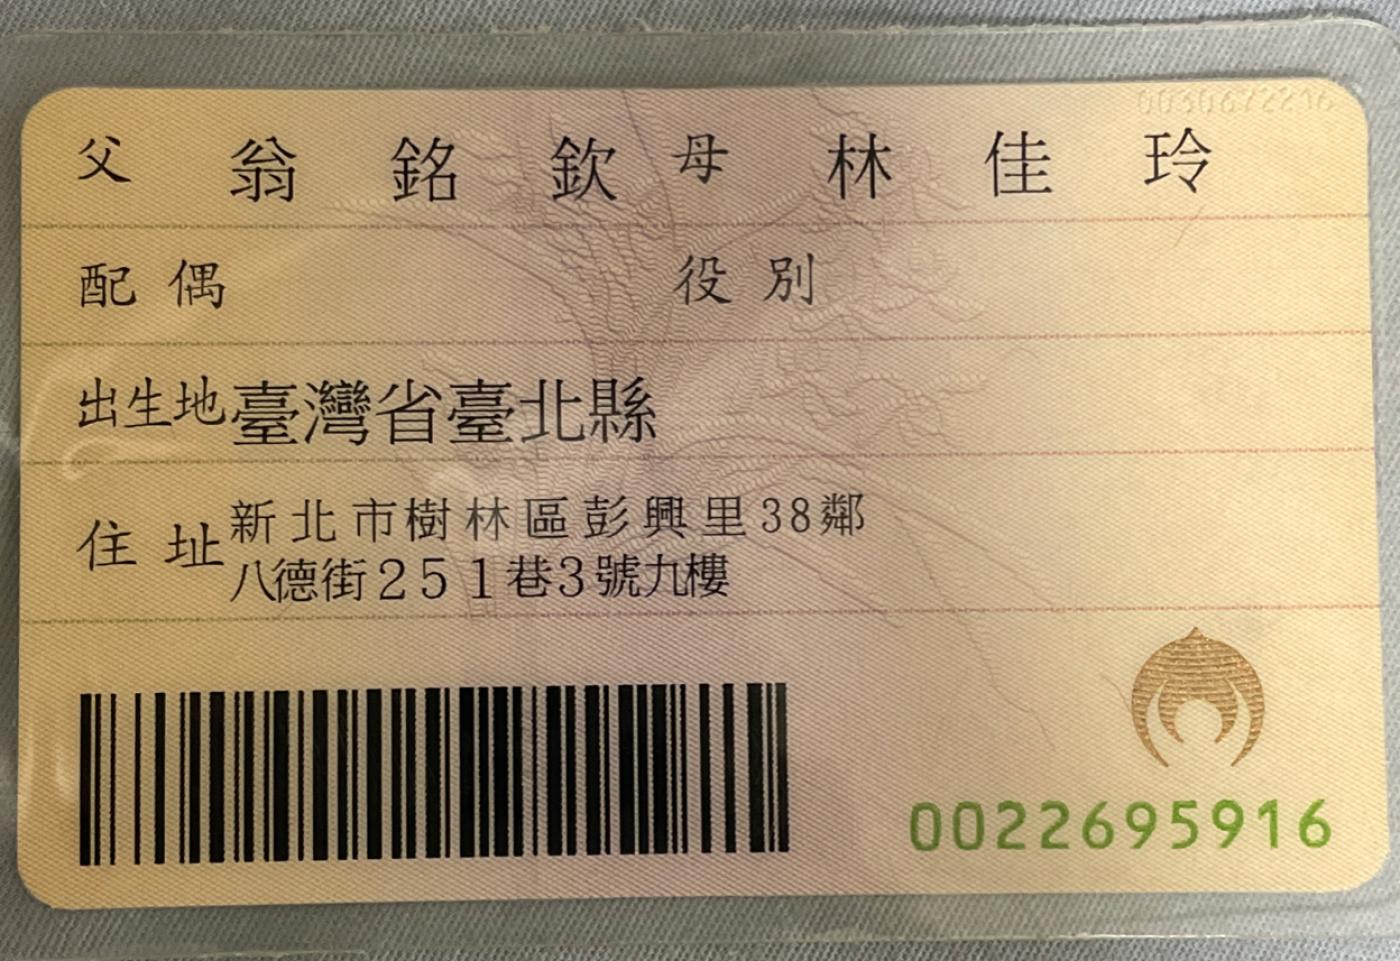 父 翁銘欽 母 林佳玲
配偶 役別
出生地 臺灣省臺北縣
住址 新北市樹林區彭興里38鄰
八德街251巷3號九樓
0022695916